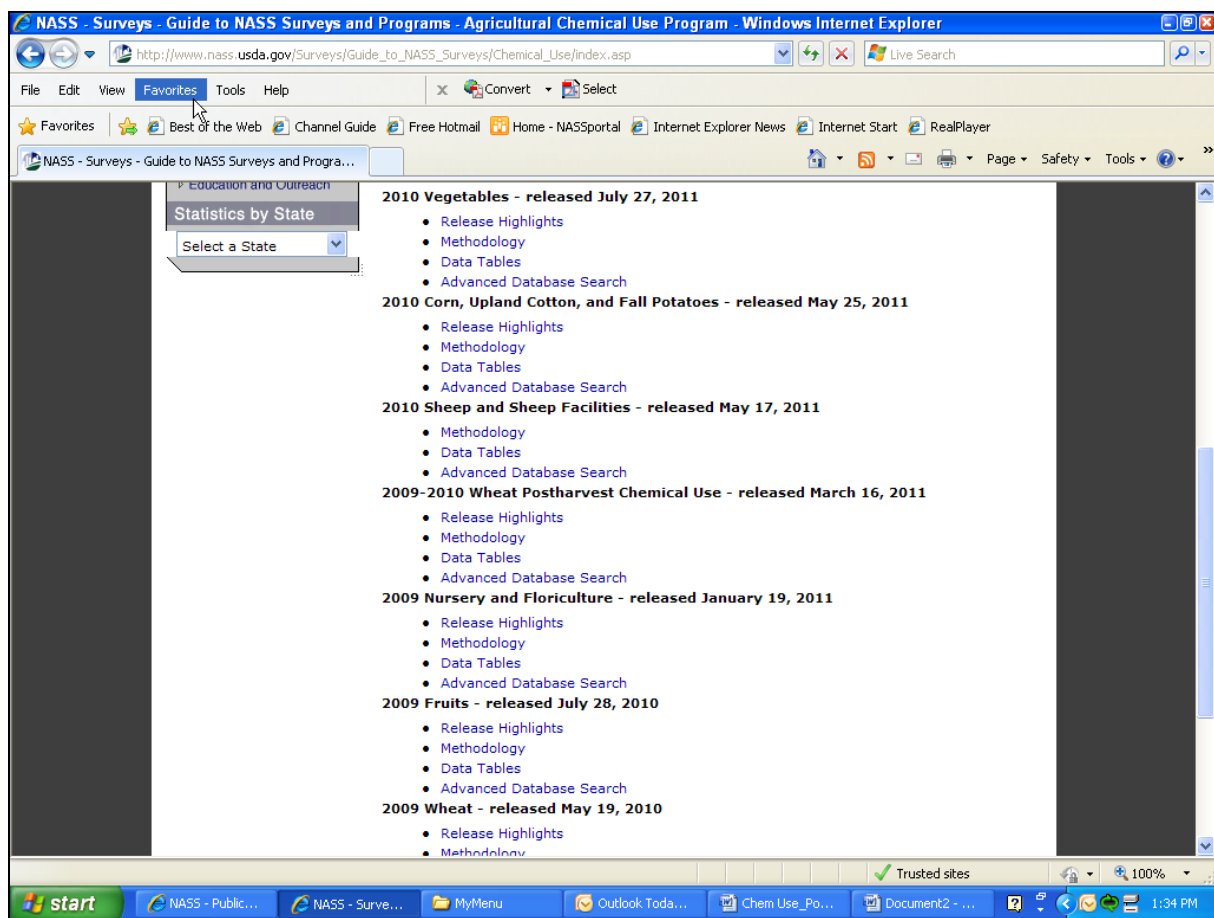 NASS - Surveys - Guide to NASS Surveys and Programs - Agricultural Chemical Use Program - Windows Internet Explorer
http://www.nass.usda.gov/Surveys/Guide_to_NASS_Surveys/Chemical_Use/index.asp Live Search
File Edit View Favorites Tools Help x Convert Select
Favorites Best of the Web Channel Guide Free Hotmail Home - NASSportal Internet Explorer News Internet Start RealPlayer
NASS - Surveys - Guide to NASS Surveys and Progra... Page Safety Tools »
Education and Outreach
Statistics by State
Select a State
2010 Vegetables - released July 27, 2011
• Release Highlights
• Methodology
• Data Tables
• Advanced Database Search
2010 Corn, Upland Cotton, and Fall Potatoes - released May 25, 2011
• Release Highlights
• Methodology
• Data Tables
• Advanced Database Search
2010 Sheep and Sheep Facilities - released May 17, 2011
• Methodology
• Data Tables
• Advanced Database Search
2009-2010 Wheat Postharvest Chemical Use - released March 16, 2011
• Release Highlights
• Methodology
• Data Tables
• Advanced Database Search
2009 Nursery and Floriculture - released January 19, 2011
• Release Highlights
• Methodology
• Data Tables
• Advanced Database Search
2009 Fruits - released July 28, 2010
• Release Highlights
• Methodology
• Data Tables
• Advanced Database Search
2009 Wheat - released May 19, 2010
• Release Highlights
• Methodology
Trusted sites 100%
start NASS - Public... NASS - Surve... MyMenu Outlook Toda... Chem Use_Po... Document2 - ... 1:34 PM